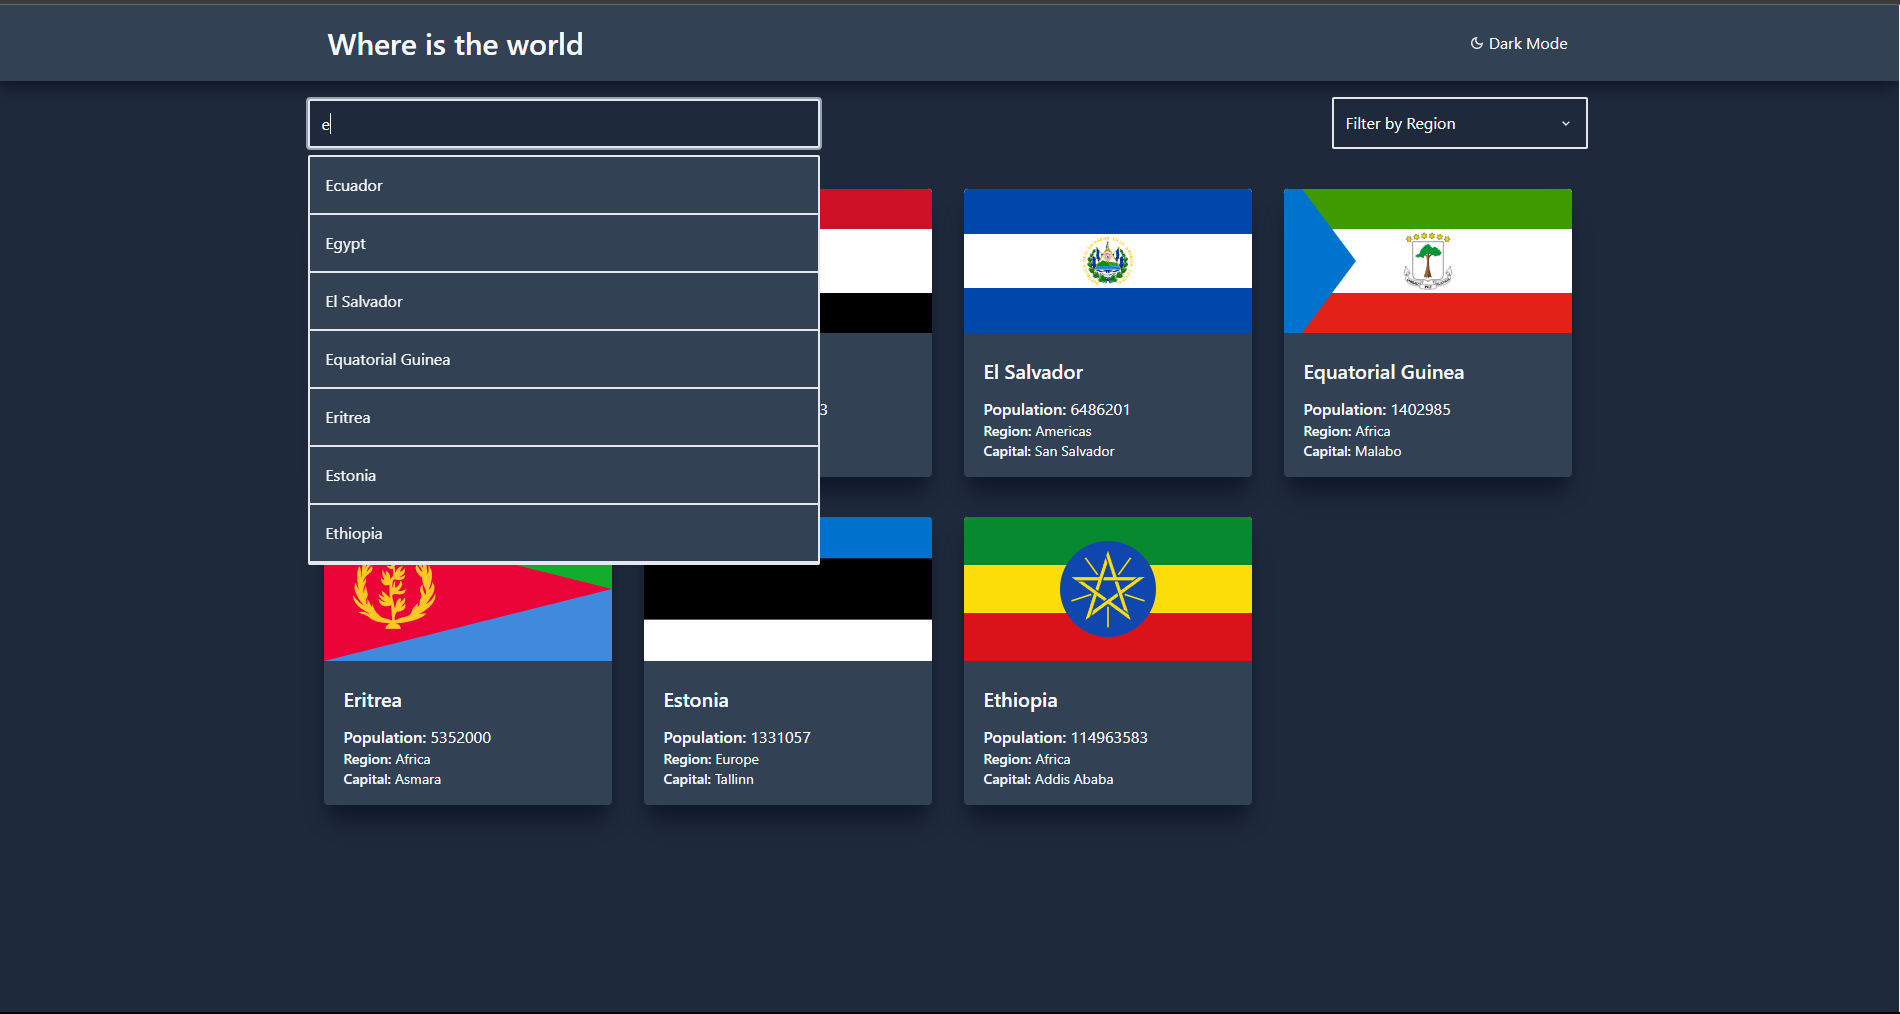 Where is the world
Dark Mode
e
Filter by Region
Ecuador
Egypt
El Salvador
Equatorial Guinea
Eritrea
Estonia
Ethiopia
3
El Salvador
Population: 6486201
Region: Americas
Capital: San Salvador
Equatorial Guinea
Population: 1402985
Region: Africa
Capital: Malabo
Eritrea
Population: 5352000
Region: Africa
Capital: Asmara
Estonia
Population: 1331057
Region: Europe
Capital: Tallinn
Ethiopia
Population: 114963583
Region: Africa
Capital: Addis Ababa